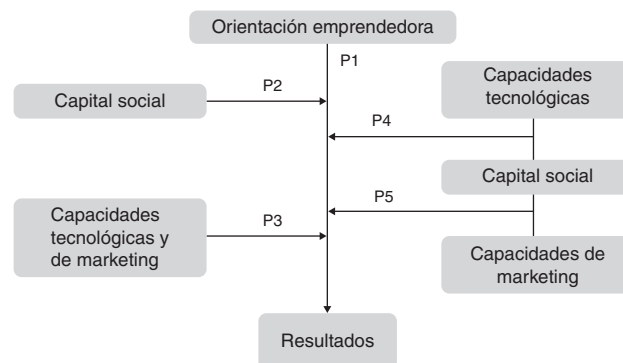 Orientación emprendedora
P1
Capital social
P2
Capacidades
tecnológicas
P4
Capital social
P5
Capacidades
tecnológicas y
de marketing
P3
Capacidades de
marketing
Resultados